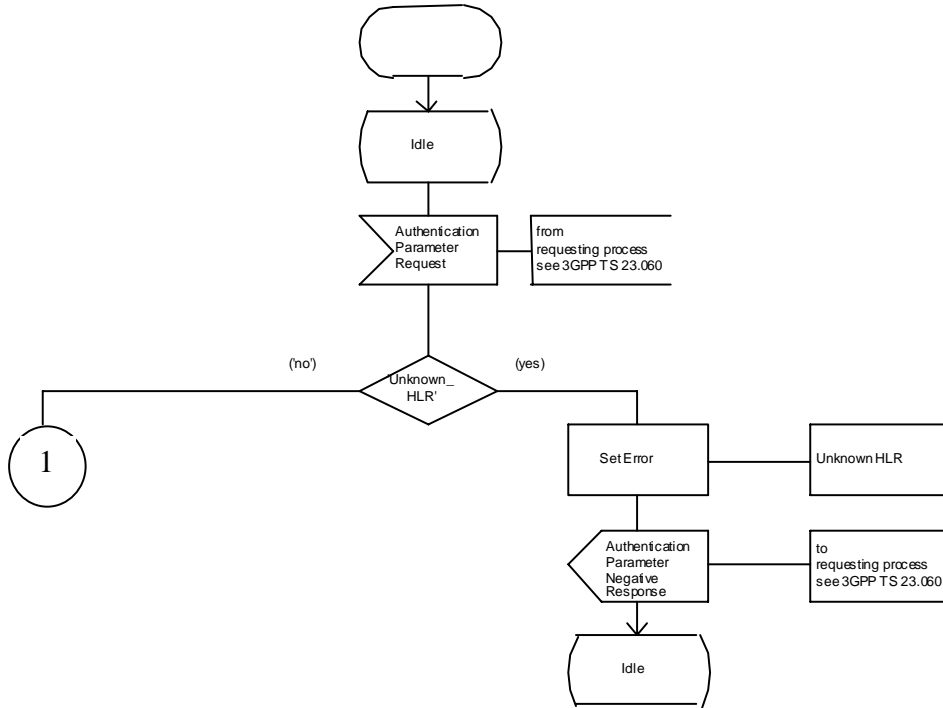 Idle
Authentication
Parameter
Request
from
requesting process
see 3GPP TS 23.060
('no')
'Unknown_
HLR'
(yes)
1
Set Error
Unknown HLR
Authentication
Parameter
Negative
Response
to
requesting process
see 3GPP TS 23.060
Idle